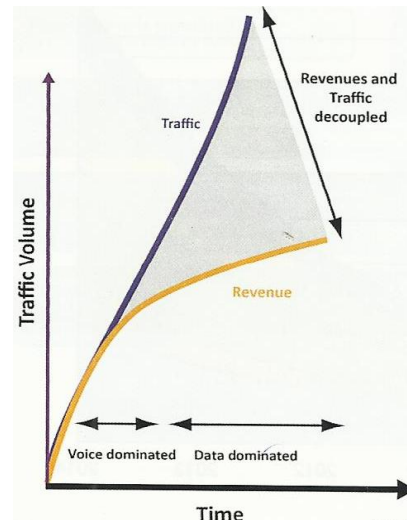 Revenues and
Traffic
decoupled
Traffic
Traffic Volume
Revenue
Voice dominated
Data dominated
Time